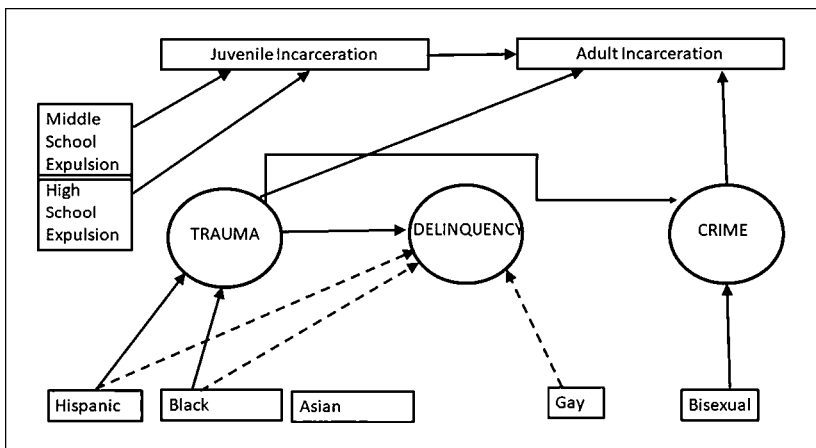 Juvenile Incarceration
Adult Incarceration
Middle
School
Expulsion
High
School
Expulsion
TRAUMA
DELINQUENCY
CRIME
Hispanic
Black
Asian
Gay
Bisexual